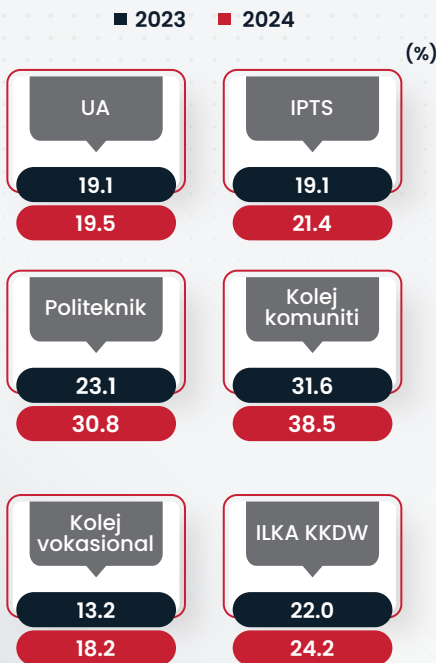 2023 2024
(%)
UA
19.1
19.5
IPTS
19.1
21.4
Politeknik
23.1
30.8
Kolej
komuniti
31.6
38.5
Kolej
vokasional
13.2
18.2
ILKA KKDW
22.0
24.2